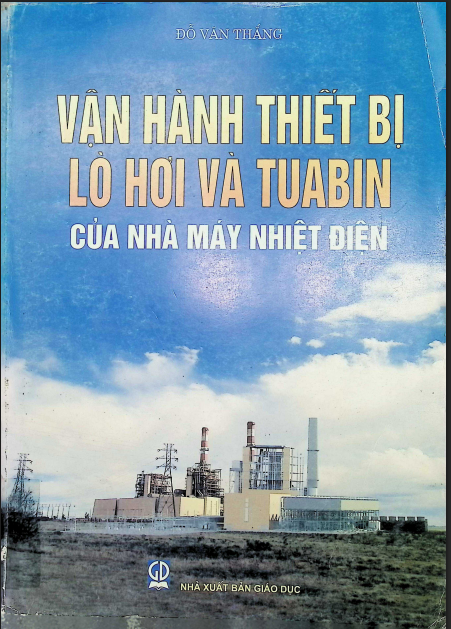 ĐỖ VĂN THẮNG
VẬN HÀNH THIẾT BỊ
LÒ HƠI VÀ TUABIN
CỦA NHÀ MÁY NHIỆT ĐIỆN
GD
NHÀ XUẤT BẢN GIÁO DỤC